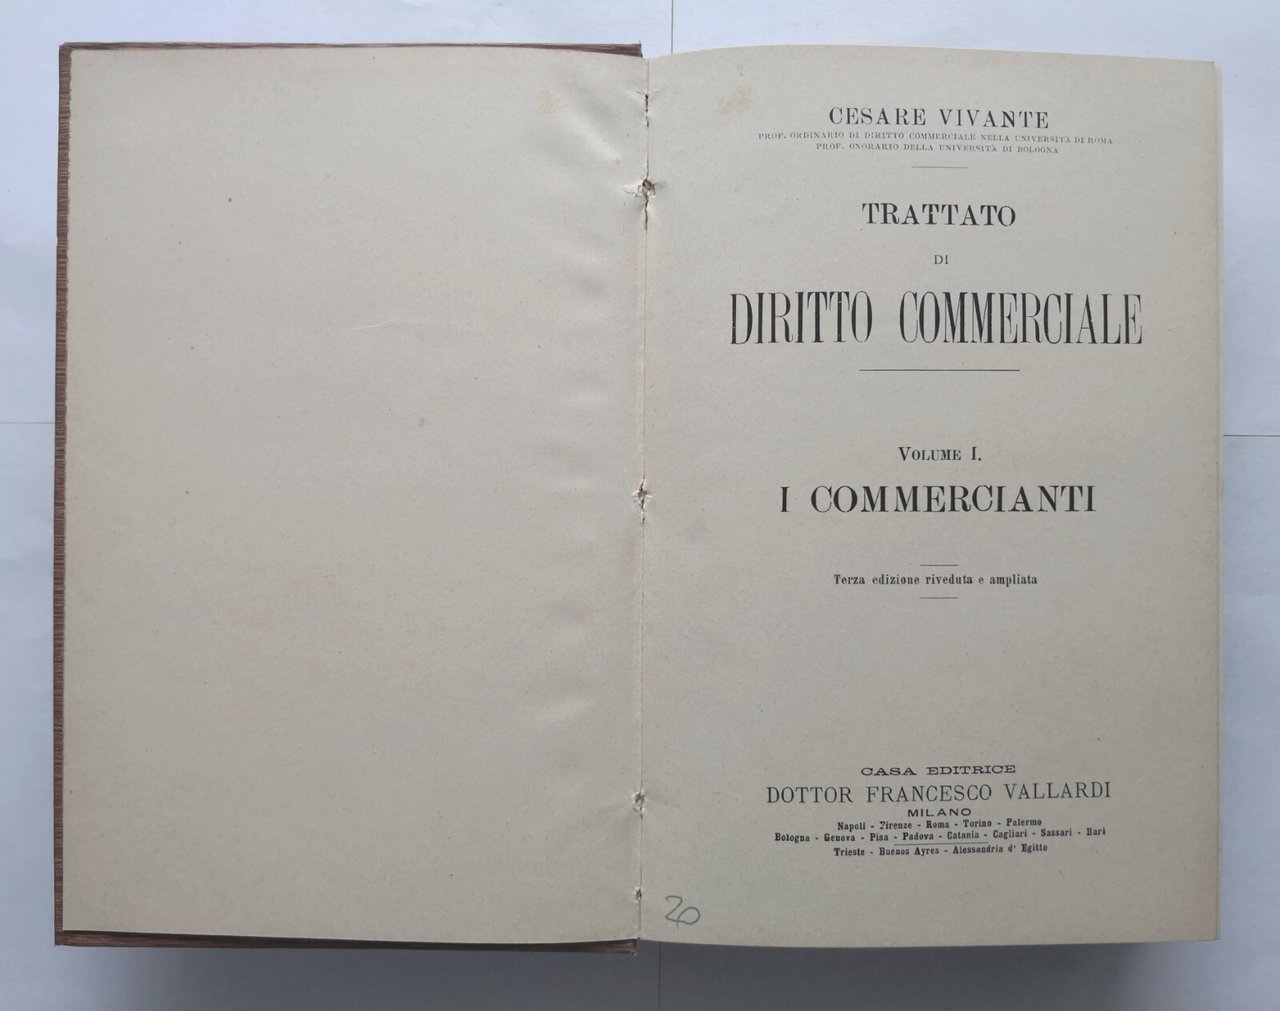 CESARE VIVANTE
PROF. ORDINARIO DI DIRITTO COMMERCIALE NELLA UNIVERSITÀ DI ROMA
PROF. ONORARIO DELLA UNIVERSITÀ DI BOLOGNA
TRATTATO
DI
DIRITTO COMMERCIALE
VOLUME I.
I COMMERCIANTI
Terza edizione riveduta e ampliata
CASA EDITRICE
DOTTOR FRANCESCO VALLARDI
MILANO
Napoli - Firenze - Roma - Torino - Palermo
Bologna - Genova - Pisa - Padova - Catania - Cagliari - Sassari - Bari
Trieste - Buenos Ayres - Alessandria d' Egitto
20